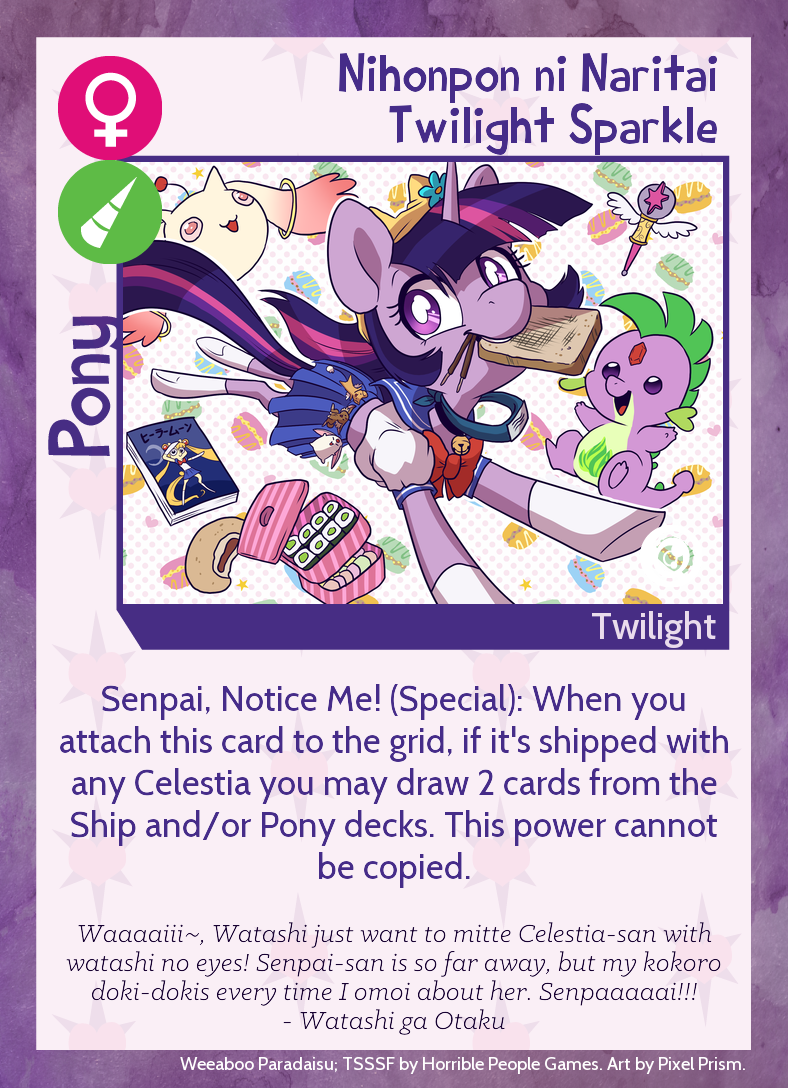 Nihonpon ni Naritai
Twilight Sparkle
Pony
ヒーラームーン
Twilight
Senpai, Notice Me! (Special): When you
attach this card to the grid, if it's shipped with
any Celestia you may draw 2 cards from the
Ship and/or Pony decks. This power cannot
be copied.
Waaaaiii~, Watashi just want to mitte Celestia-san with
watashi no eyes! Senpai-san is so far away, but my kokoro
doki-dokis every time I omoi about her. Senpaaaaai!!!
- Watashi ga Otaku
Weeaboo Paradaisu; TSSSF by Horrible People Games. Art by Pixel Prism.